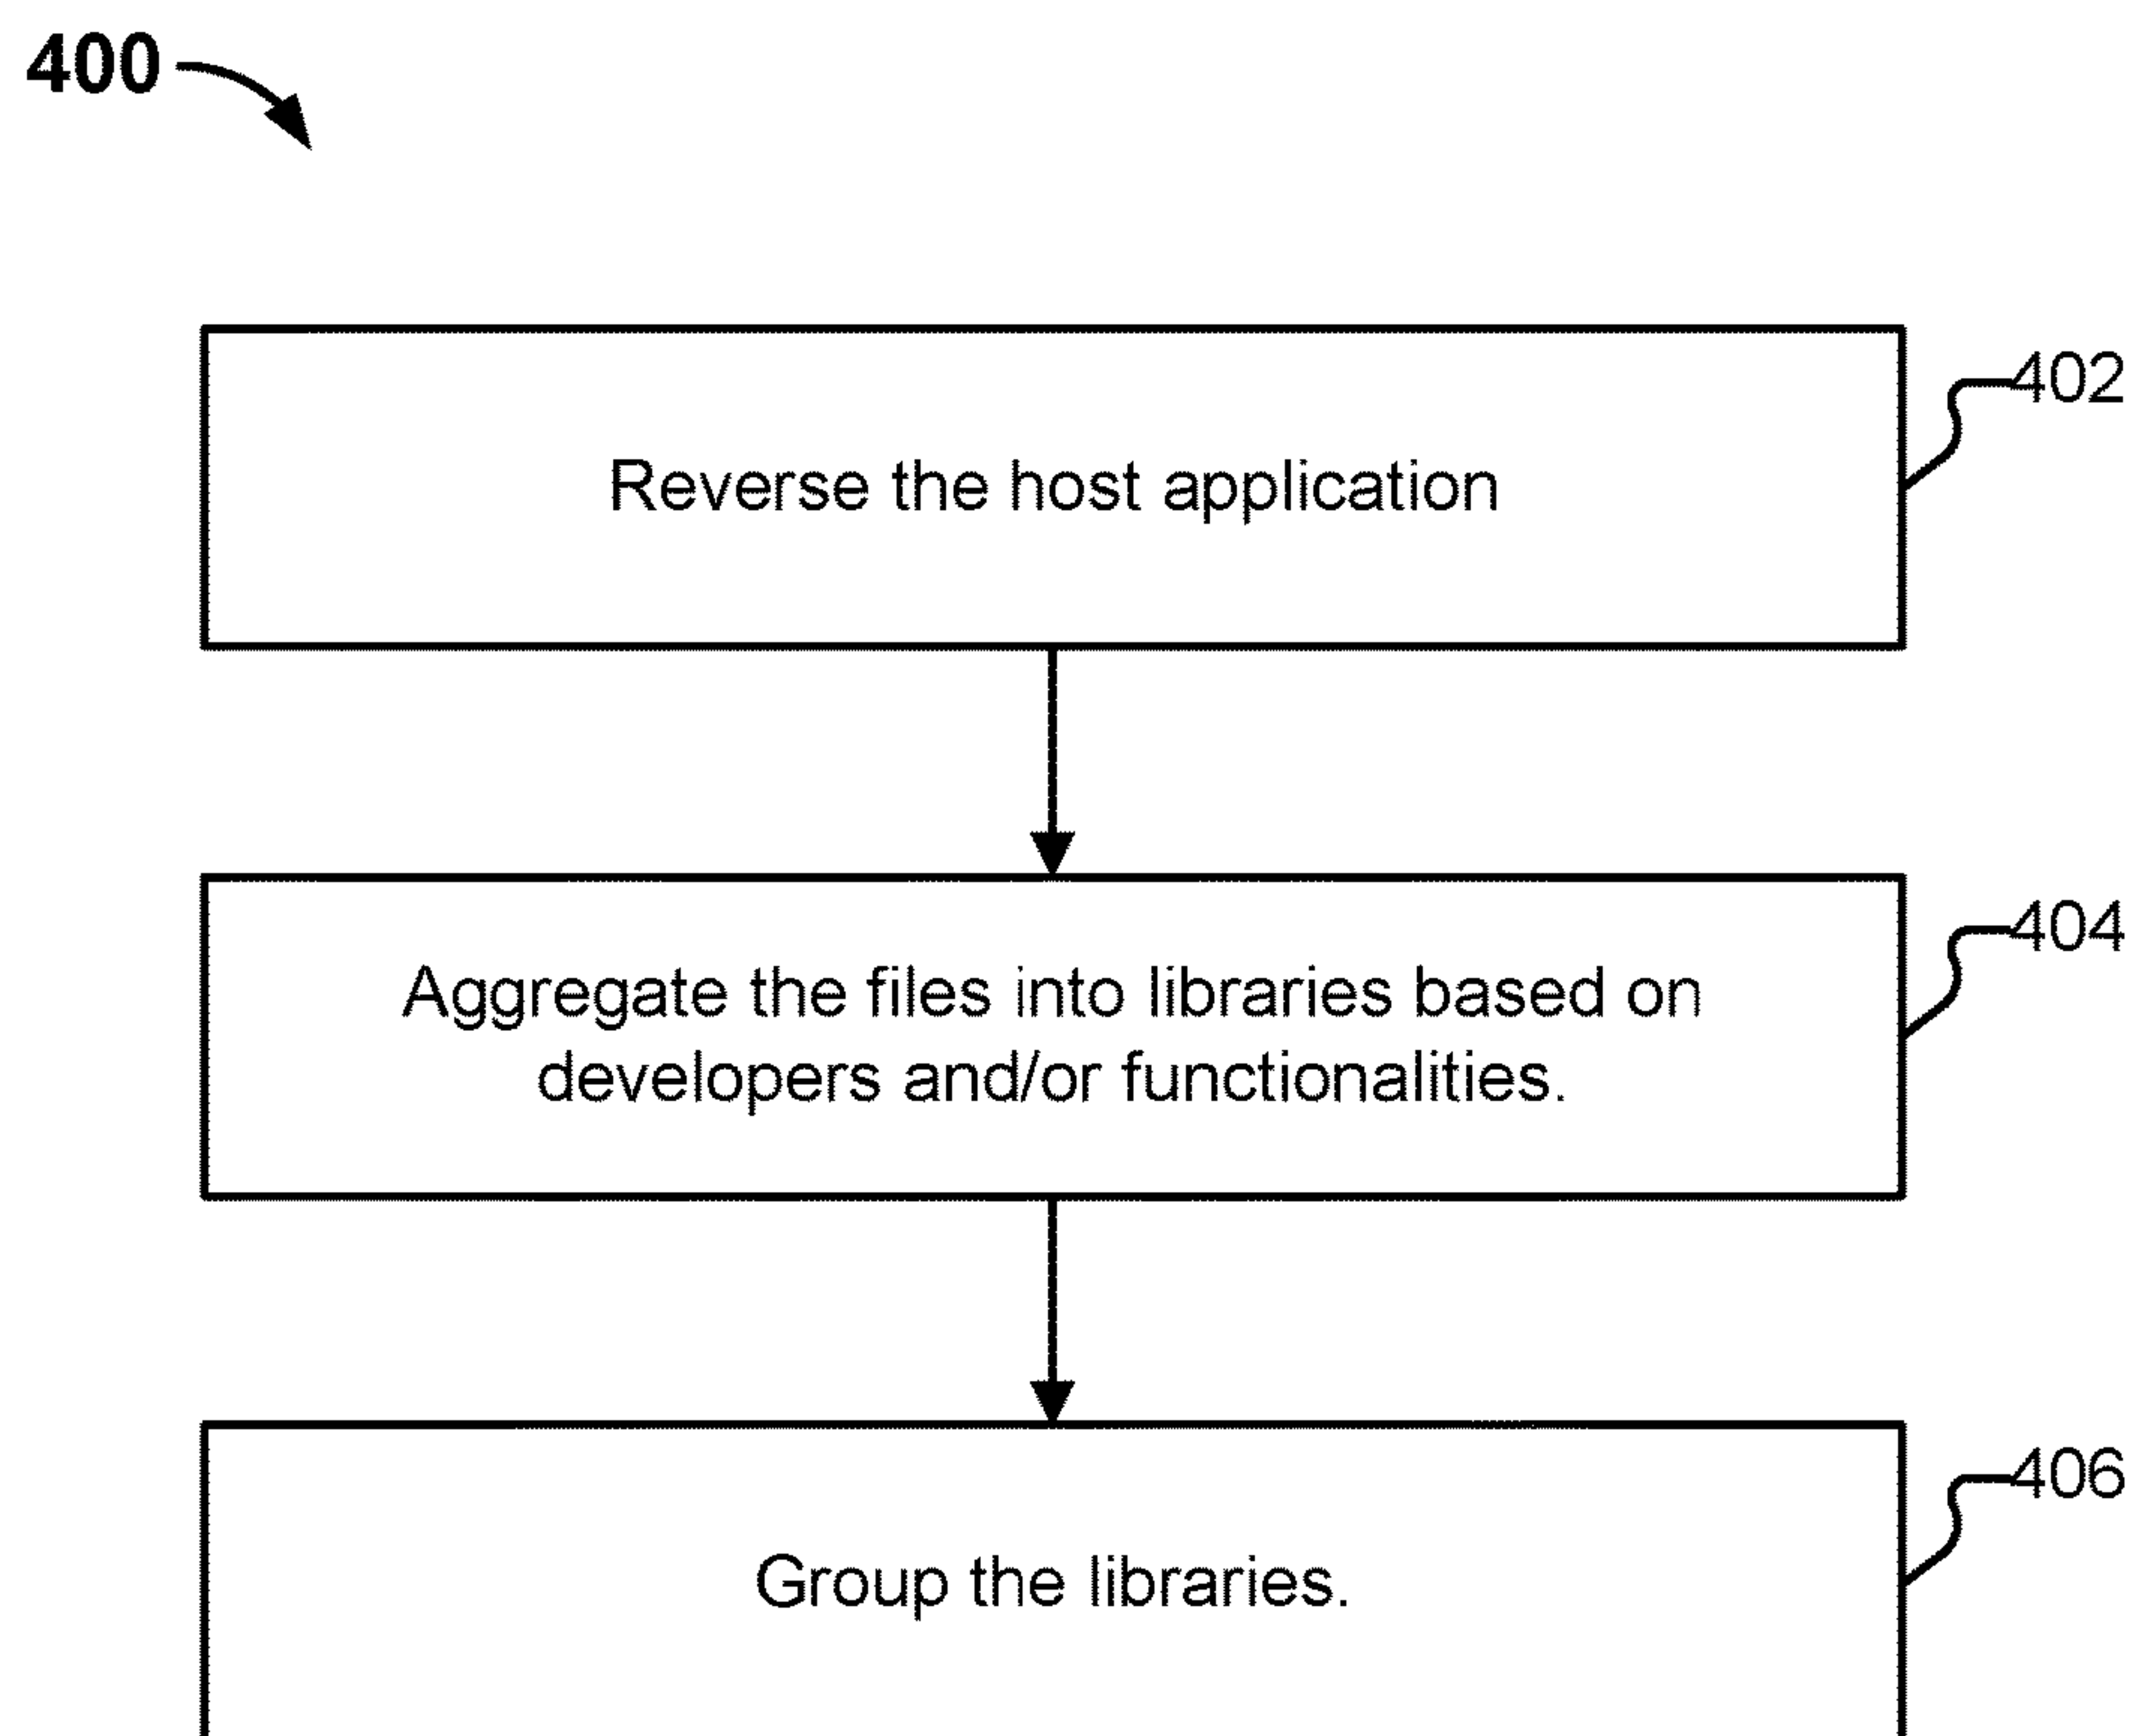 400
402
Reverse the host application
404
Aggregate the files into libraries based on
developers and/or functionalities.
406
Group the libraries.